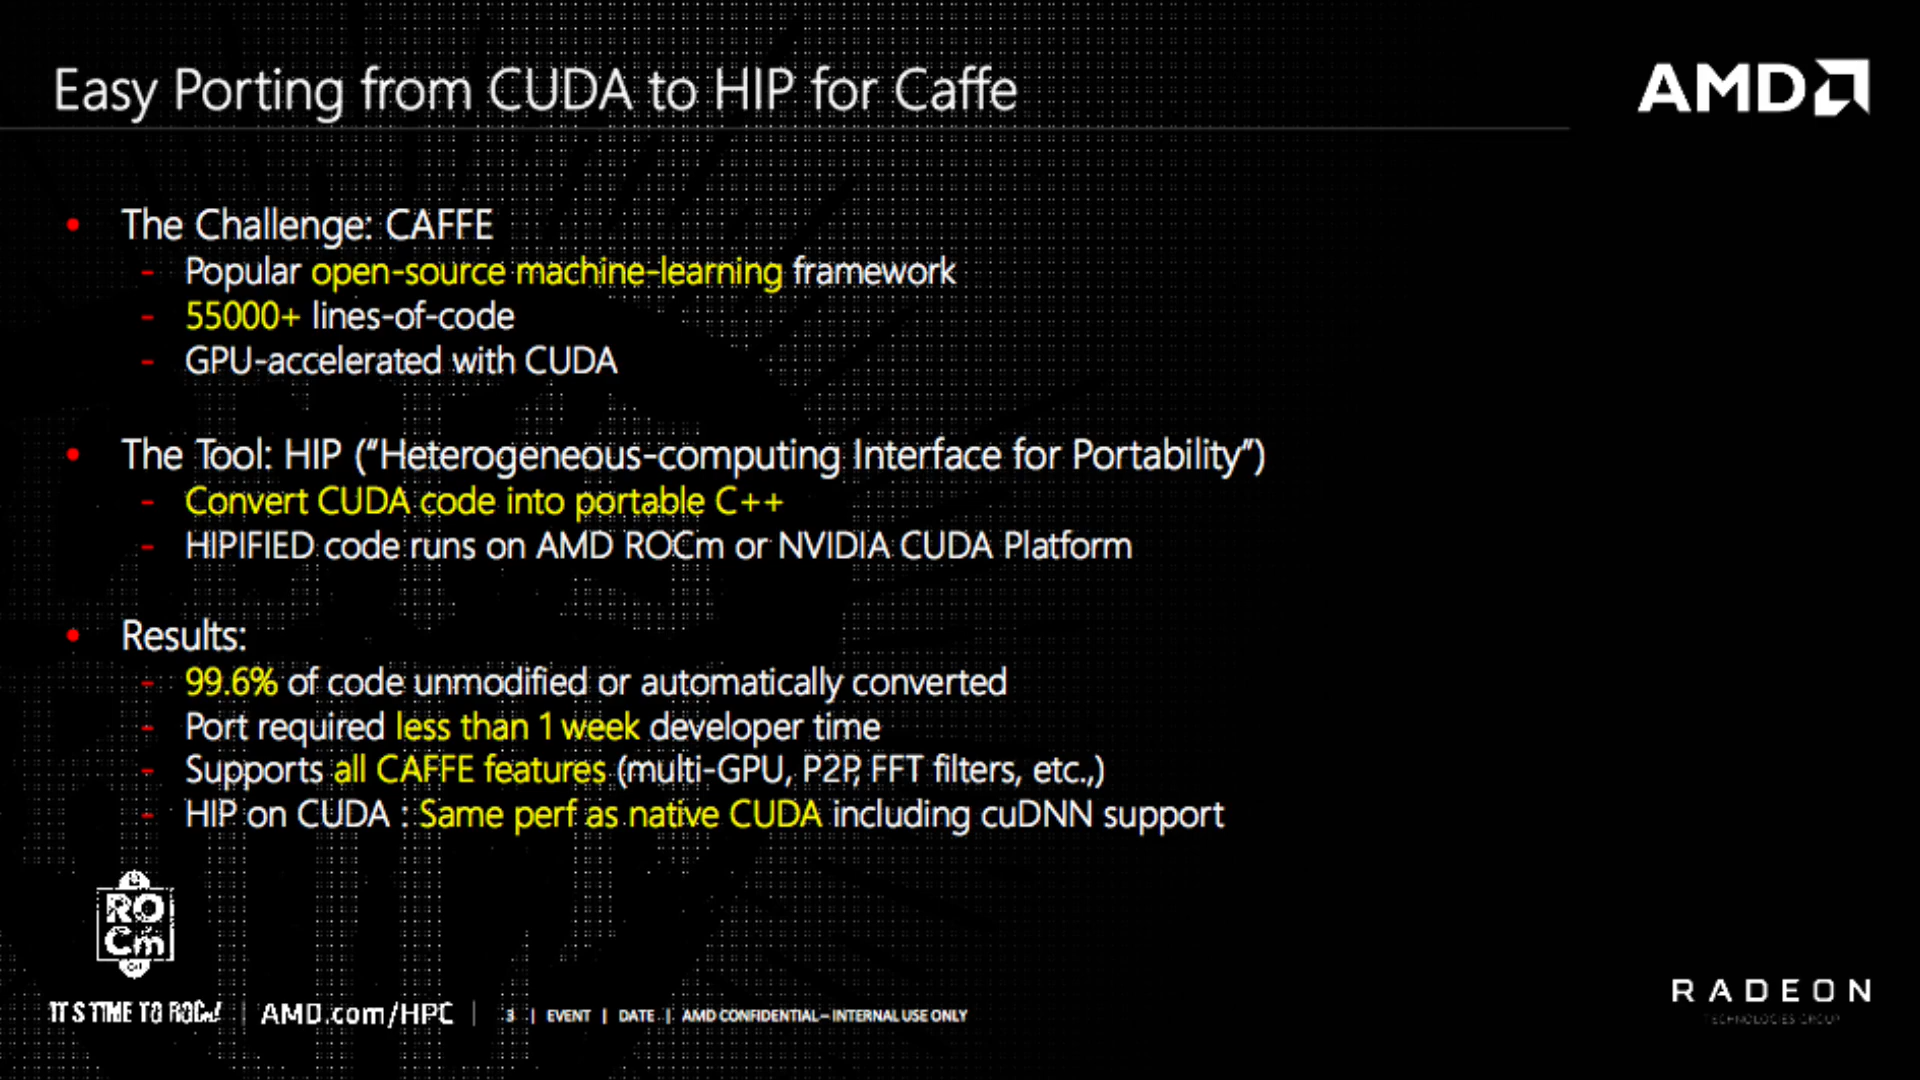 Easy Porting from CUDA to HIP for Caffe
AMD
• The Challenge: CAFFE
- Popular open-source machine-learning framework
- 55000+ lines-of-code
- GPU-accelerated with CUDA
• The Tool: HIP (“Heterogeneous-computing Interface for Portability”)
- Convert CUDA code into portable C++
- HIPIFIED code runs on AMD ROCm or NVIDIA CUDA Platform
• Results:
- 99.6% of code unmodified or automatically converted
- Port required less than 1 week developer time
- Supports all CAFFE features (multi-GPU, P2P, FFT filters, etc.,)
- HIP on CUDA : Same perf as native CUDA including cuDNN support
RO
Cm
IT'S TIME TO ROCm! | AMD.com/HPC | 3 | EVENT | DATE | AMD CONFIDENTIAL – INTERNAL USE ONLY
RADEON
TECHNOLOGIES GROUP